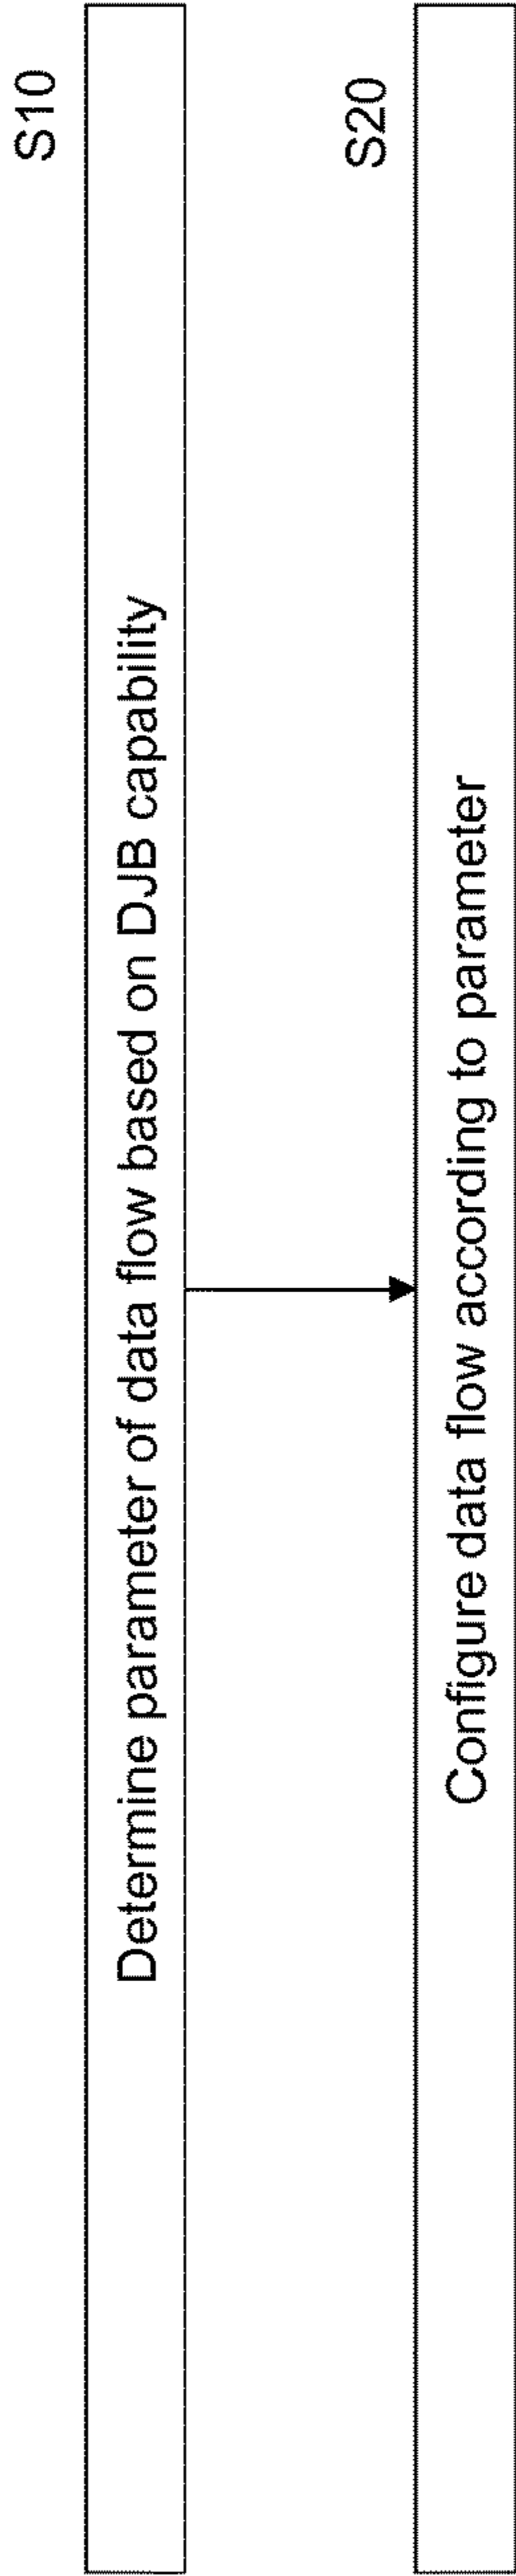 S10
Determine parameter of data flow based on DJB capability
S20
Configure data flow according to parameter